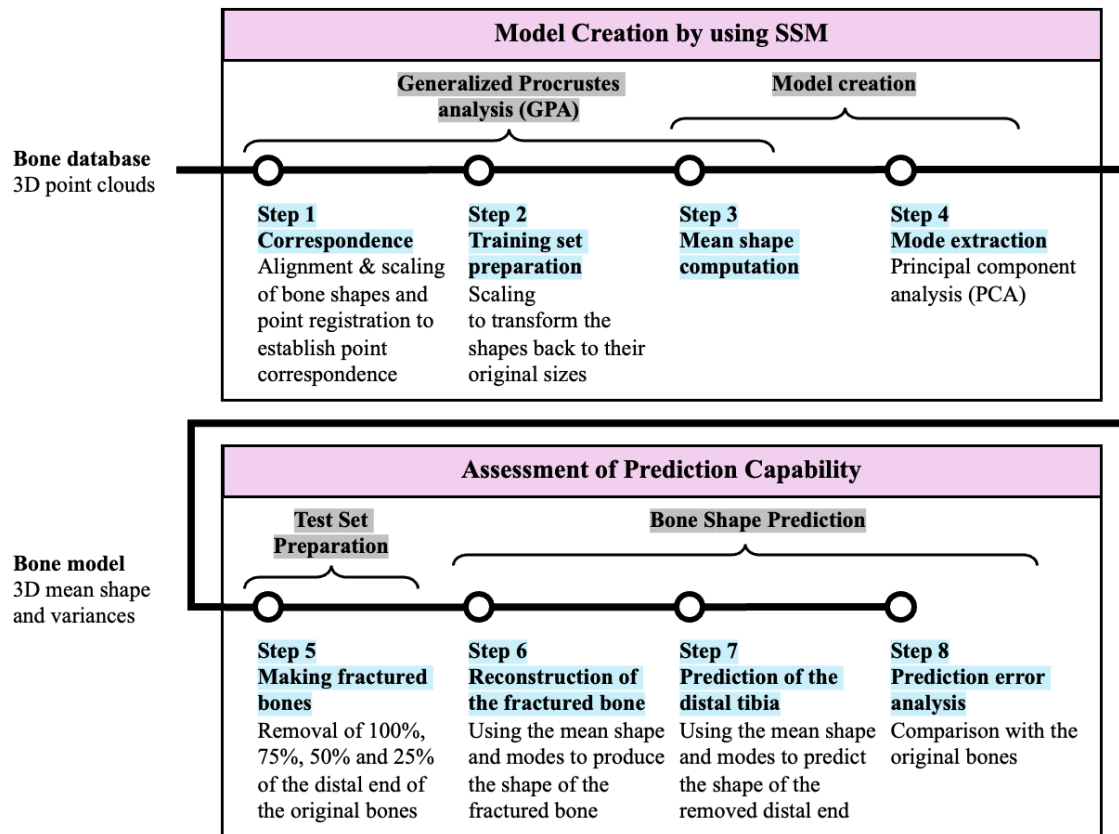 Model Creation by using SSM
Generalized Procrustes
analysis (GPA)
Model creation
Bone database
3D point clouds
Step 1
Correspondence
Alignment & scaling
of bone shapes and
point registration to
establish point
correspondence
Step 2
Training set
preparation
Scaling
to transform the
shapes back to their
original sizes
Step 3
Mean shape
computation
Step 4
Mode extraction
Principal component
analysis (PCA)
Assessment of Prediction Capability
Test Set
Preparation
Bone Shape Prediction
Bone model
3D mean shape
and variances
Step 5
Making fractured
bones
Removal of 100%,
75%, 50% and 25%
of the distal end of
the original bones
Step 6
Reconstruction of
the fractured bone
Using the mean shape
and modes to produce
the shape of the
fractured bone
Step 7
Prediction of the
distal tibia
Using the mean shape
and modes to predict
the shape of the
removed distal end
Step 8
Prediction error
analysis
Comparison with the
original bones